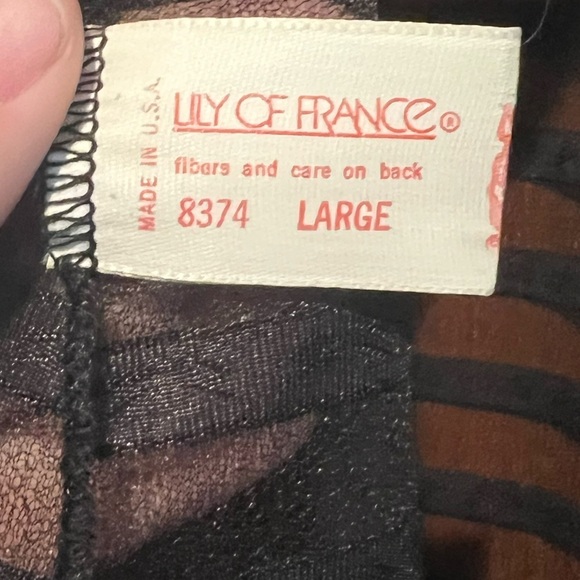 MADE IN U.S.A.
LILY OF FRANCE®
fibers and care on back
8374 LARGE